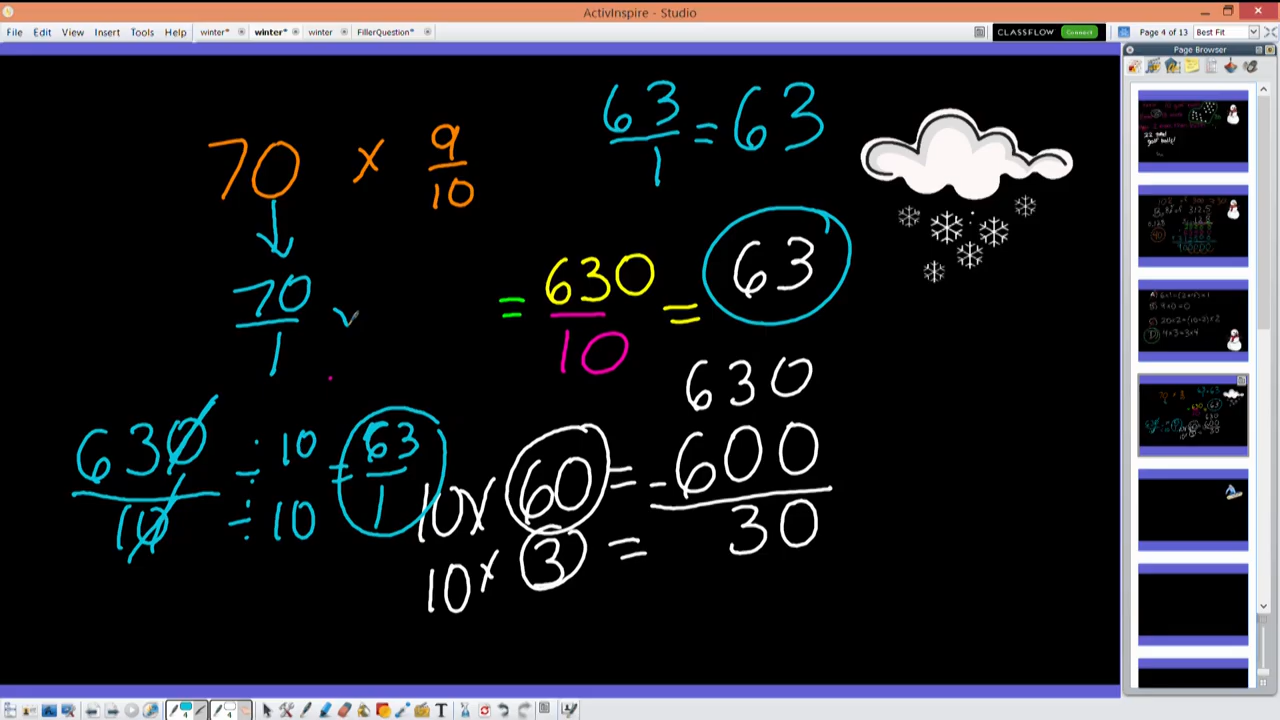 ActivInspire - Studio
File Edit View Insert Tools Help
winter* winter* winter FillerQuestion*
CLASSFLOW Connect
Page 4 of 13 Best Fit
Page Browser
70 × 9/10
63/1 = 63
70/1
= 630/10 = 63
630
630/10 ÷ 10/÷ 10 = 63/1
10 × 60 = - 600
10 × 3 = 30